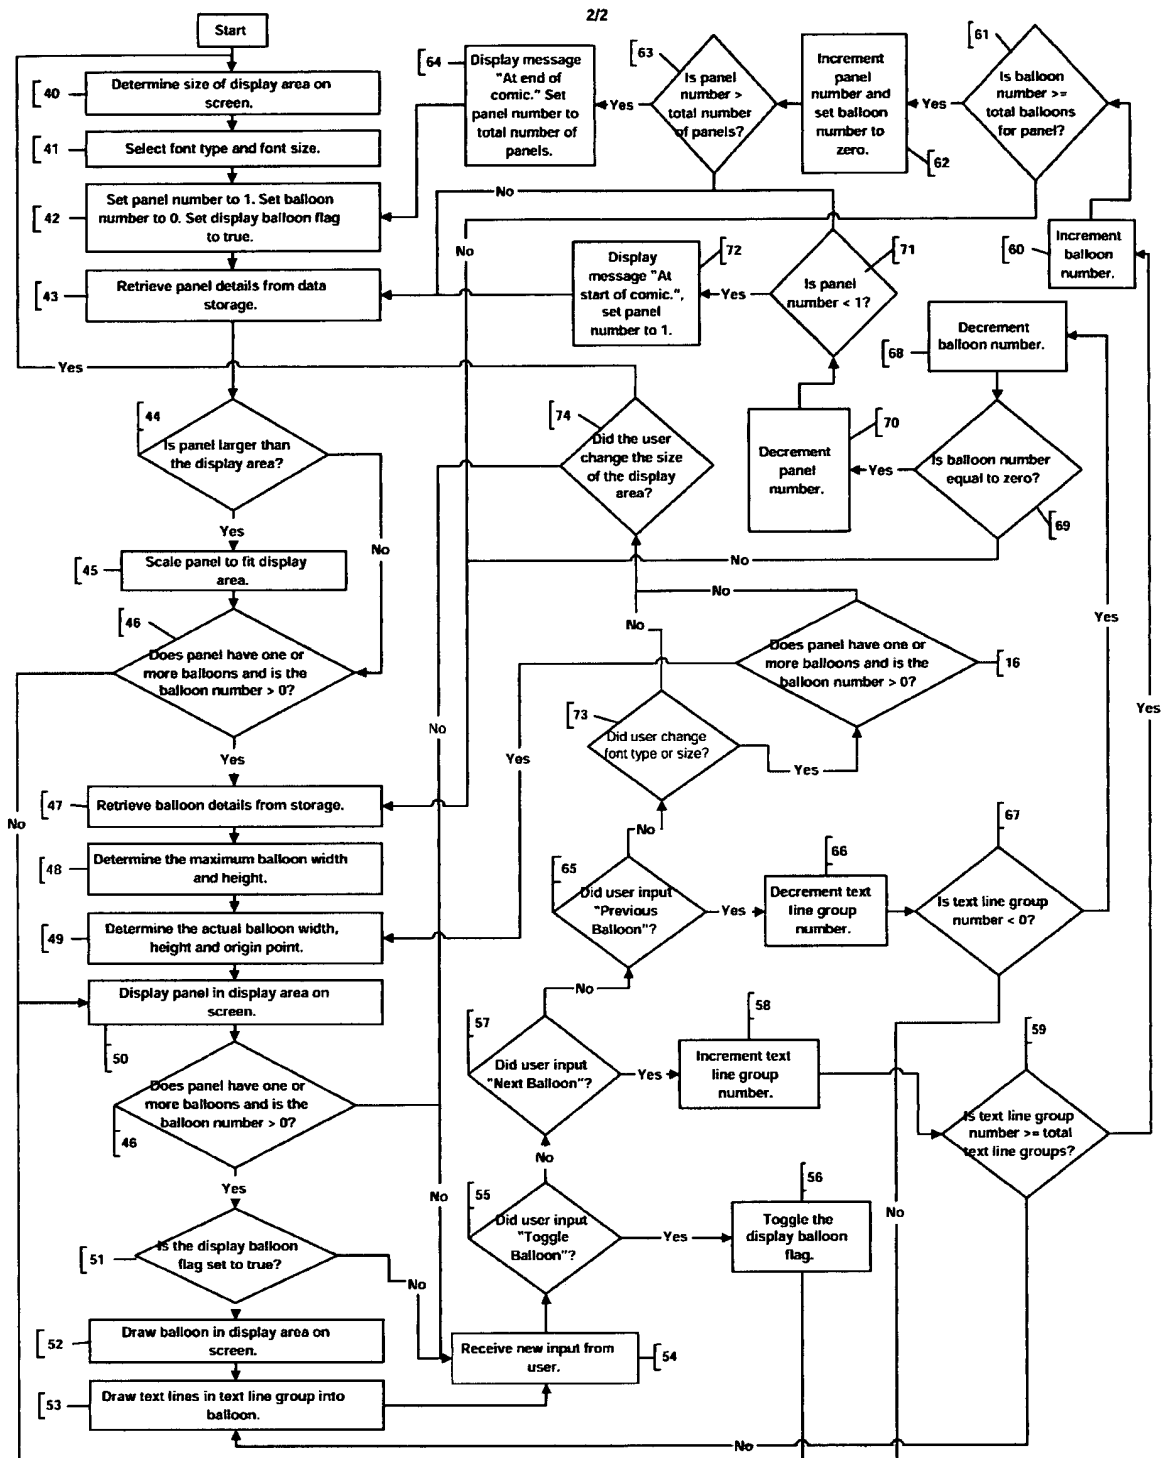 2/2
Start
40
Determine size of display area on
screen.
41
Select font type and font size.
42
Set panel number to 1. Set balloon
number to 0. Set display balloon flag
to true.
43
Retrieve panel details from data
storage.
64
Display message
"At end of
comic." Set
panel number to
total number of
panels.
Yes
63
Is panel
number >
total number
of panels?
Increment
panel
number and
set balloon
number to
zero.
62
Yes
61
Is balloon
number >=
total balloons
for panel?
No
No
60
Increment
balloon
number.
Display
message "At
start of comic.",
set panel
number to 1.
72
Yes
Is panel
number < 1?
71
68
Decrement
balloon number.
Yes
44
Is panel larger than
the display area?
Yes
No
74
Did the user
change the size
of the display
area?
Decrement
panel
number.
70
Yes
Is balloon number
equal to zero?
69
No
45
Scale panel to fit display
area.
46
Does panel have one or
more balloons and is the
balloon number > 0?
Yes
No
No
No
Does panel have one or
more balloons and is the
balloon number > 0?
16
Yes
Yes
73
Did user change
font type or size?
Yes
No
Yes
No
47
Retrieve balloon details from storage.
48
Determine the maximum balloon width
and height.
49
Determine the actual balloon width,
height and origin point.
Display panel in display area on
screen.
50
No
65
Did user input
"Previous
Balloon"?
Yes
66
Decrement text
line group
number.
67
Is text line group
number < 0?
No
57
Did user input
"Next Balloon"?
Yes
58
Increment text
line group
number.
59
Is text line group
number >= total
text line groups?
Does panel have one or
more balloons and is the
balloon number > 0?
46
Yes
No
No
55
Did user input
"Toggle
Balloon"?
Yes
56
Toggle the
display balloon
flag.
No
51
Is the display balloon
flag set to true?
No
52
Draw balloon in display area on
screen.
Receive new input from
user.
54
53
Draw text lines in text line group into
balloon.
No